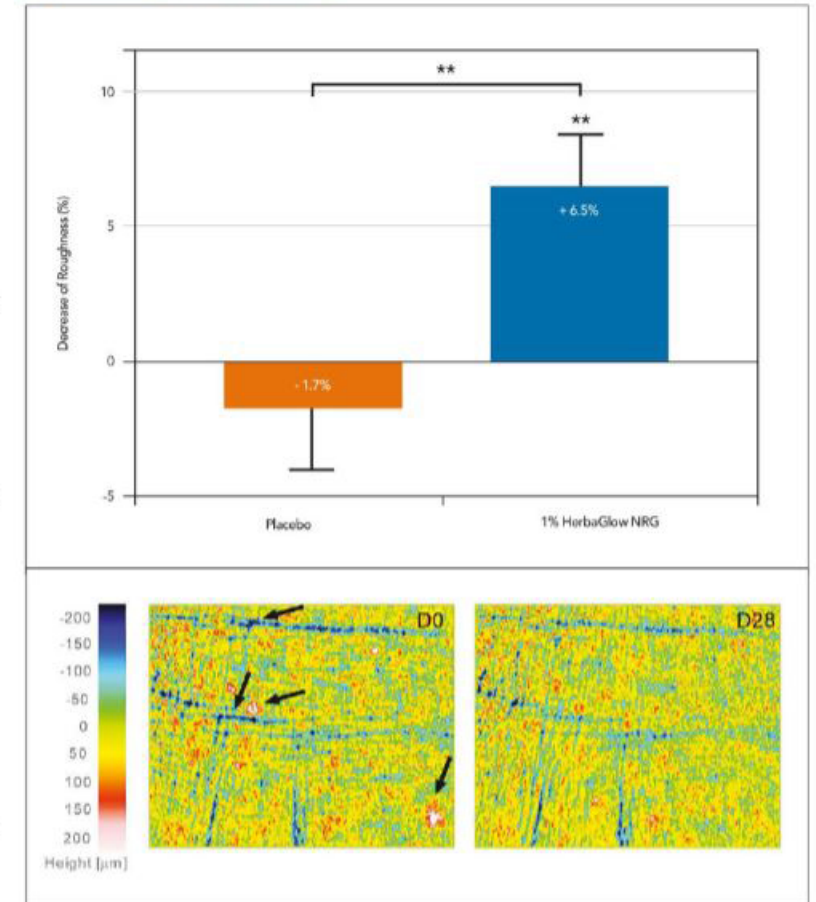 **
10
**
+ 6.5%
5
Decrease of Roughness (%)
0
- 1.7%
-5
Placebo
1% HerbaGlow NRG
D0
D28
-200
-150
-100
-50
0
50
100
150
200
Height [µm]